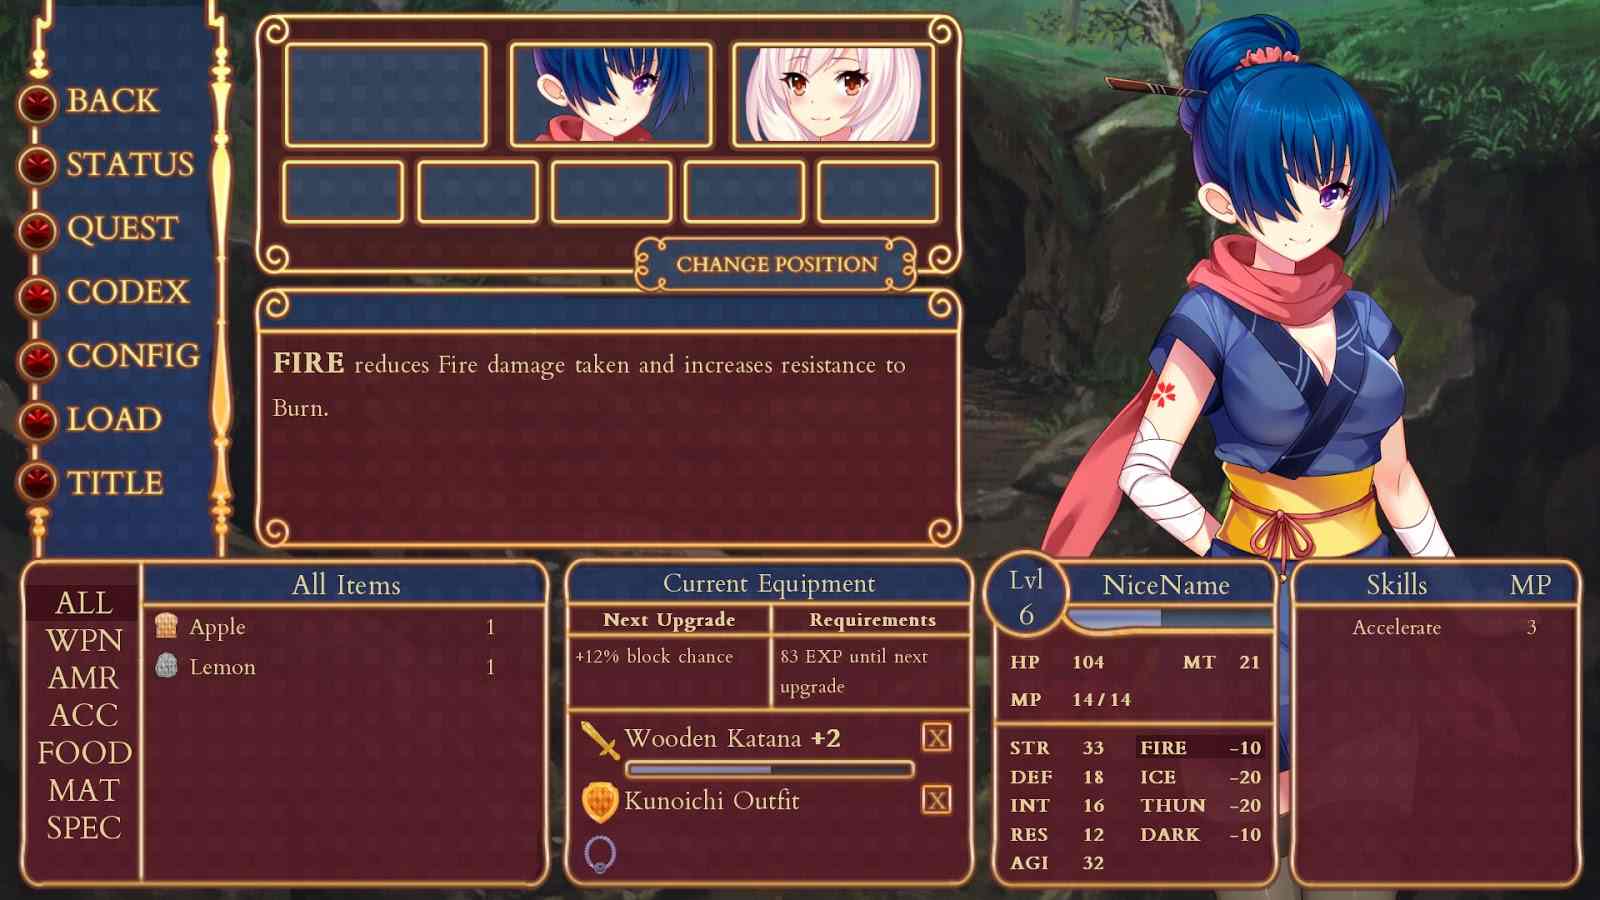 BACK
STATUS
QUEST
CODEX
CONFIG
LOAD
TITLE
CHANGE POSITION
FIRE reduces Fire damage taken and increases resistance to
Burn.
ALL
WPN
AMR
ACC
FOOD
MAT
SPEC
All Items
Apple 1
Lemon 1
Current Equipment
Next Upgrade Requirements
+12% block chance
83 EXP until next
upgrade
Wooden Katana +2 X
Kunoichi Outfit X
Lvl
6
NiceName
HP 104 MT 21
MP 14/14
STR 33 FIRE -10
DEF 18 ICE -20
INT 16 THUN -20
RES 12 DARK -10
AGI 32
Skills MP
Accelerate 3